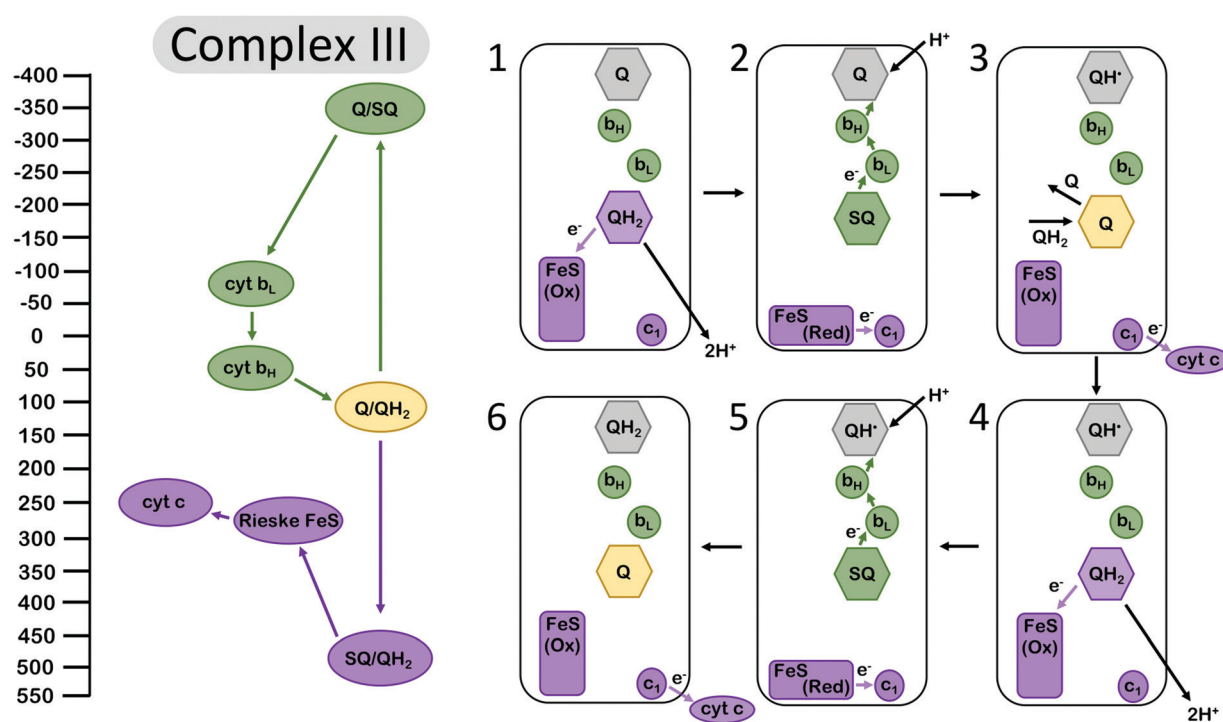 Complex III
-400
-350
-300
-250
-200
-150
-100
-50
0
50
100
150
200
250
300
350
400
450
500
550
Q/SQ
cyt bL
cyt bH
Q/QH2
cyt c
Rieske FeS
SQ/QH2
1
Q
bH
bL
QH2
e-
FeS
(Ox)
c1
2H+
2
H+
Q
bH
bL
e-
SQ
FeS
(Red)
e-
c1
3
QH•
bH
bL
Q
QH2
Q
FeS
(Ox)
c1
e-
cyt c
6
QH2
bH
bL
Q
FeS
(Ox)
c1
e-
cyt c
5
H+
QH•
bH
bL
e-
SQ
FeS
(Red)
e-
c1
4
QH•
bH
bL
QH2
e-
FeS
(Ox)
c1
2H+